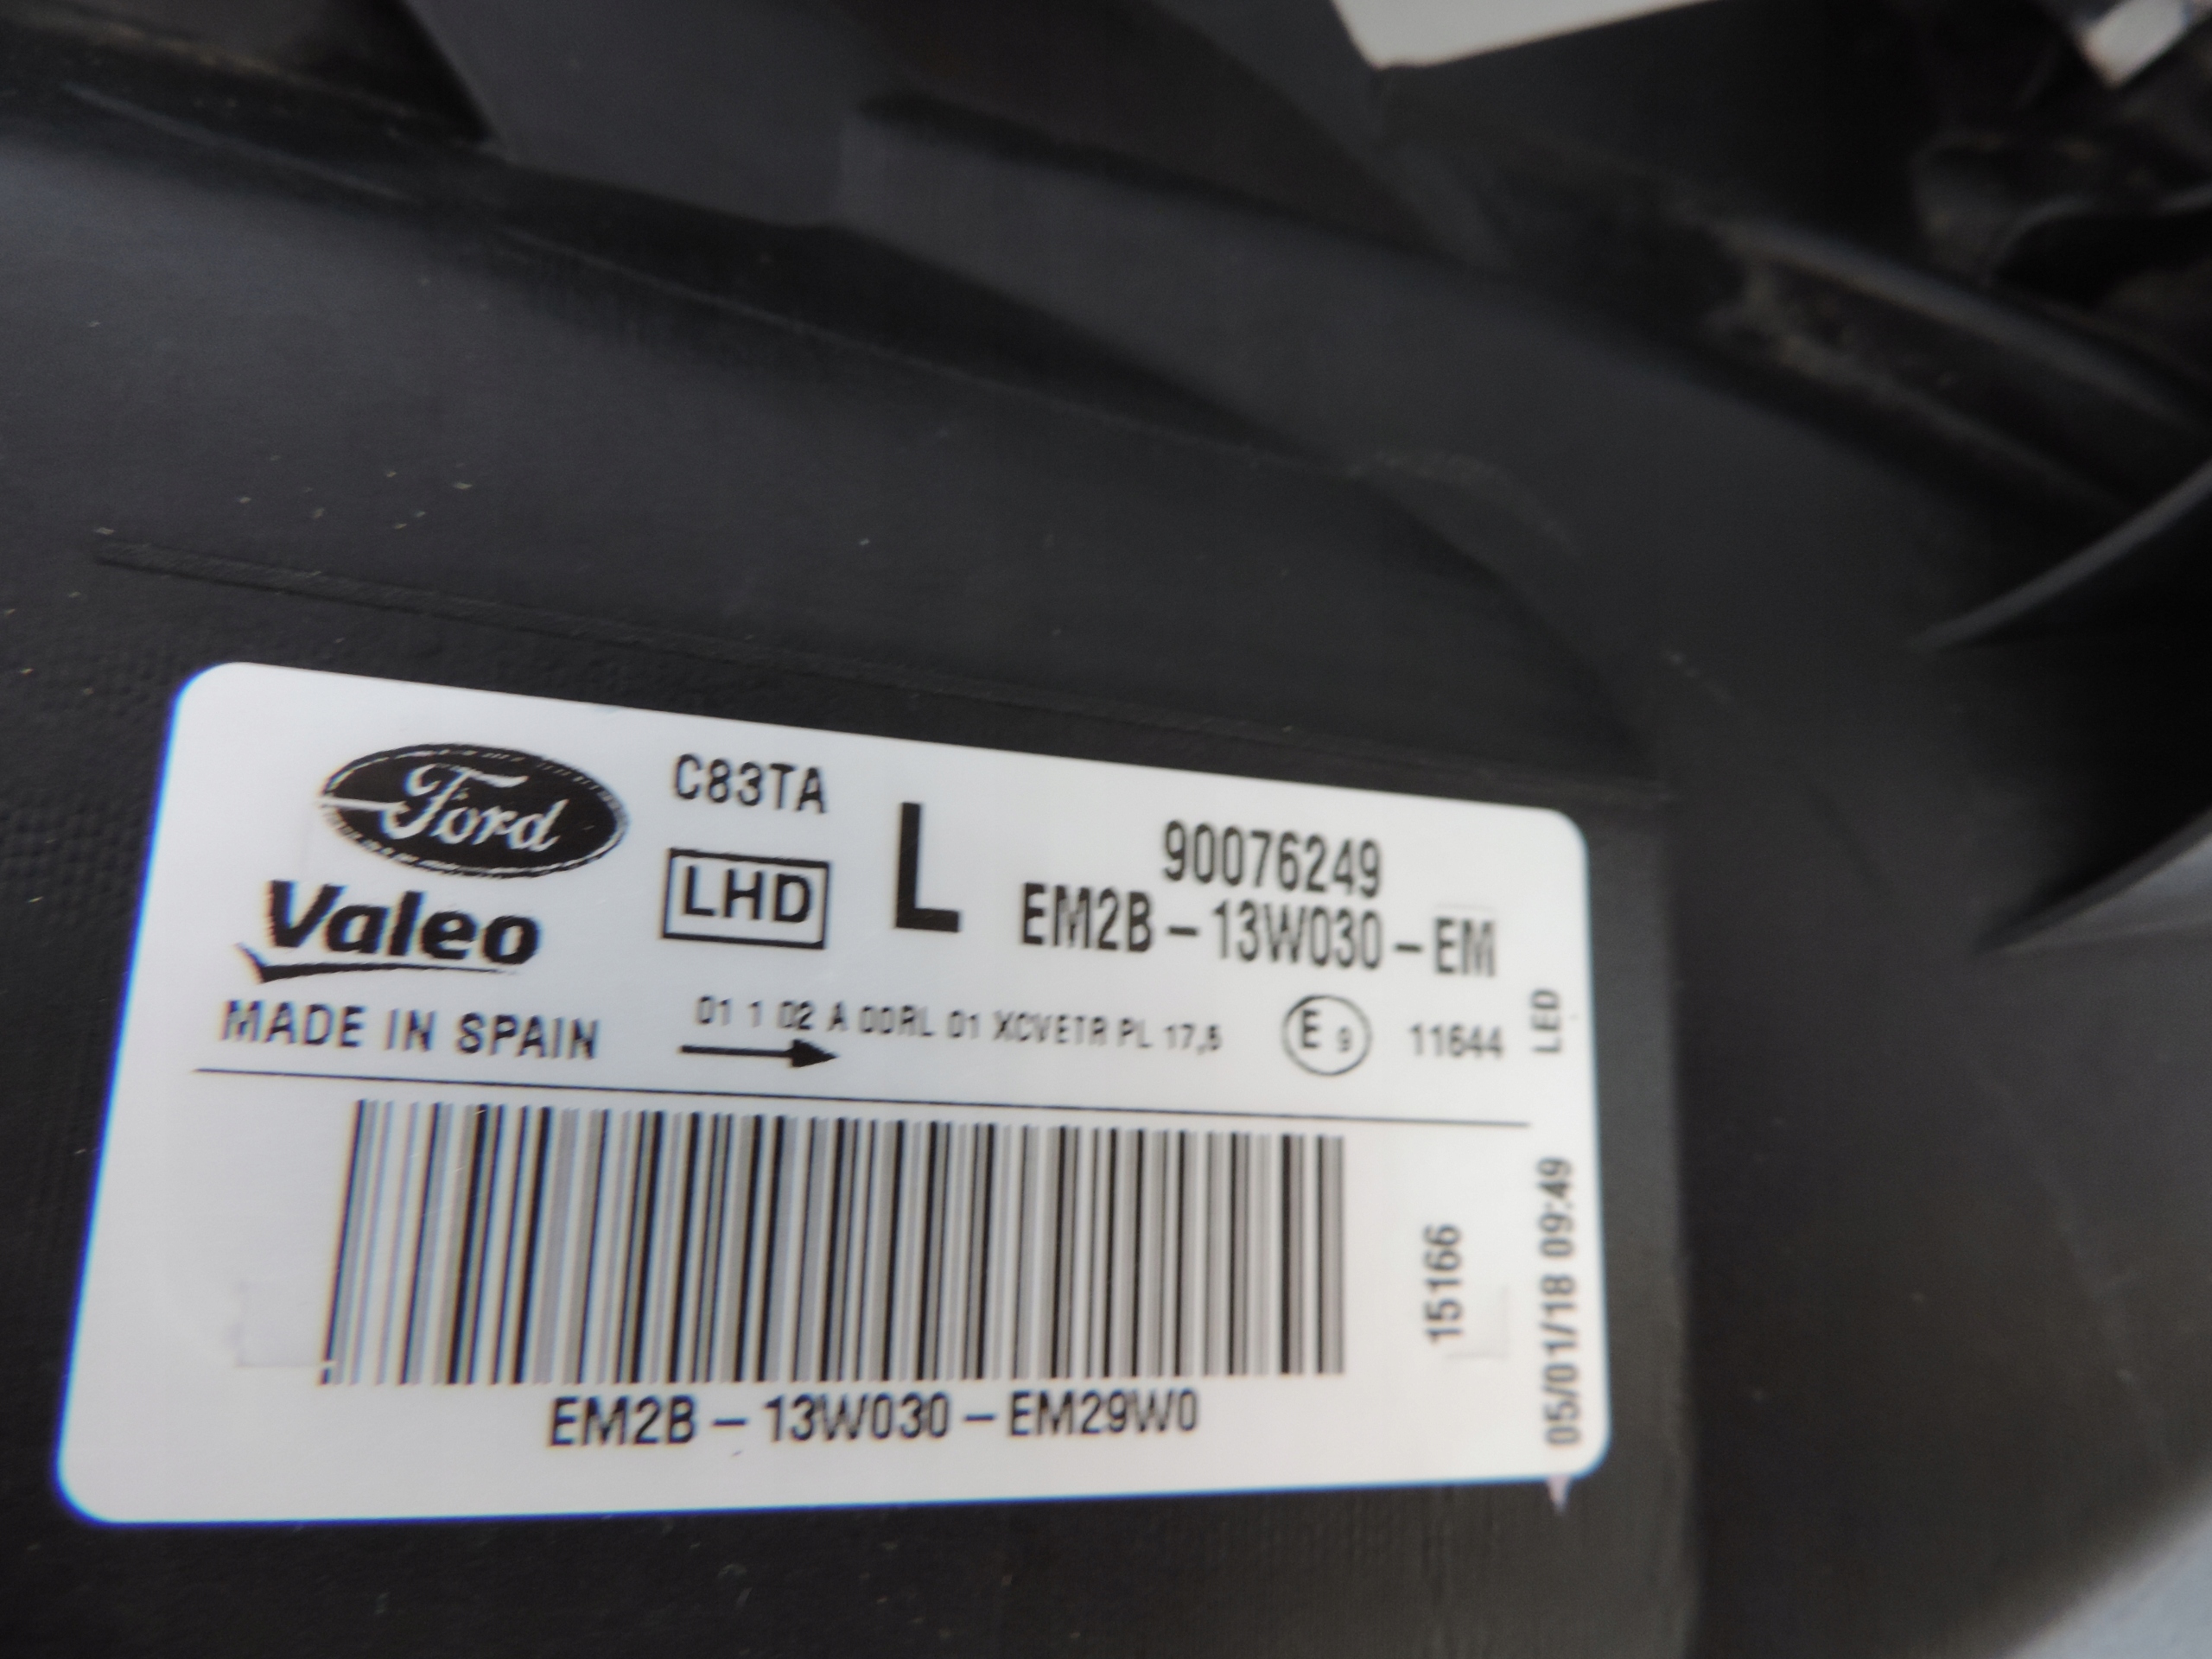 Ford
C83TA
Valeo
LHD
L
90076249
EM2B-13W030-EM
MADE IN SPAIN
01 1 02 A 00RL 01 XCVETR PL 17,5
E 9
11644
LED
15166
05/01/18 09:49
EM2B-13W030-EM29W0